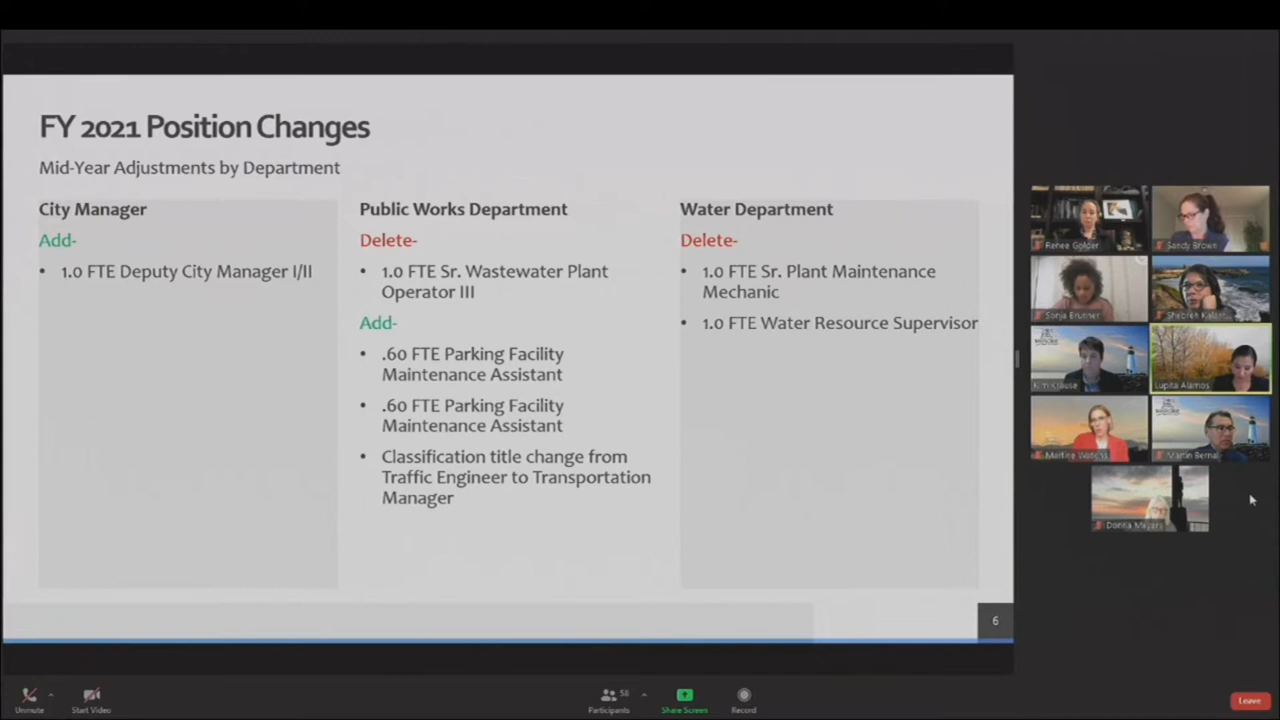 FY 2021 Position Changes
Mid-Year Adjustments by Department
City Manager
Add-
• 1.0 FTE Deputy City Manager I/II
Public Works Department
Delete-
• 1.0 FTE Sr. Wastewater Plant
Operator III
Add-
• .60 FTE Parking Facility
Maintenance Assistant
• .60 FTE Parking Facility
Maintenance Assistant
• Classification title change from
Traffic Engineer to Transportation
Manager
Water Department
Delete-
• 1.0 FTE Sr. Plant Maintenance
Mechanic
• 1.0 FTE Water Resource Supervisor
6
Renee Golder
Sandy Brown
Sonja Brunner
Shebreh
Kim Krause
Lupita Alamos
Martine
Martin Bernal
Donna Meyers
Unmute
Start Video
58
Participants
Share Screen
Record
Leave